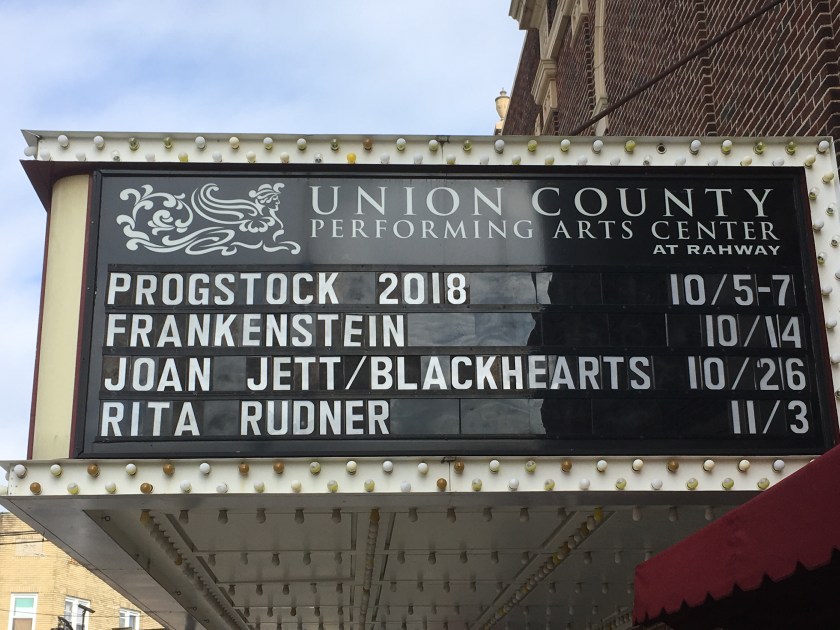 UNION COUNTY
PERFORMING ARTS CENTER
AT RAHWAY
PROGSTOCK 2018 10/5-7
FRANKENSTEIN 10/14
JOAN JETT/BLACKHEARTS 10/26
RITA RUDNER 11/3